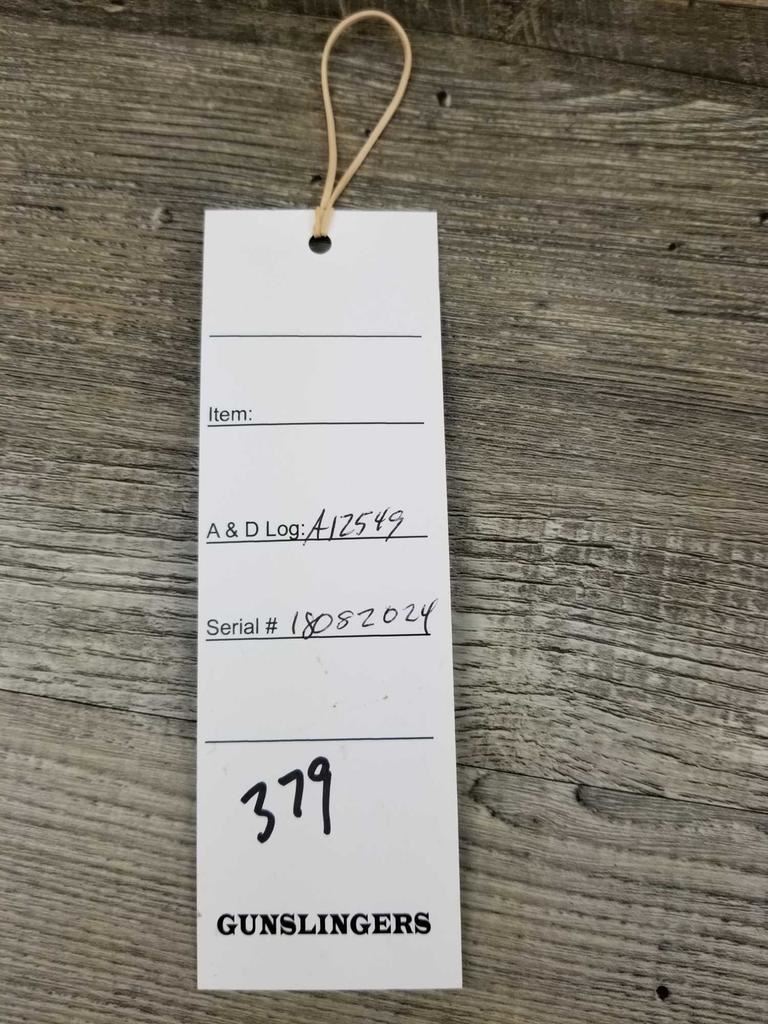 Item:
A & D Log: A12549
Serial # 18082024
379
GUNSLINGERS